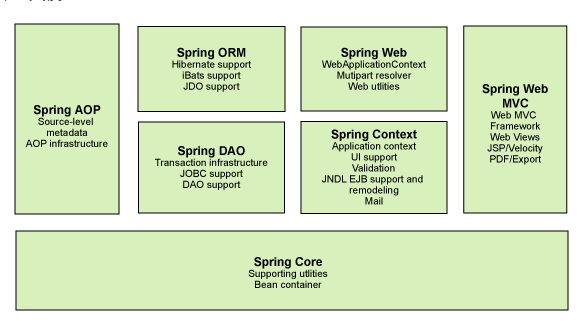 Spring AOP
Source-level
metadata
AOP infrastructure
Spring ORM
Hibernate support
iBats support
JDO support
Spring DAO
Transaction infrastructure
JOBC support
DAO support
Spring Web
WebApplicationContext
Mutipart resolver
Web utlities
Spring Context
Application context
UI support
Validation
JNDL EJB support and
remodeling
Mail
Spring Web
MVC
Web MVC
Framework
Web Views
JSP/Velocity
PDF/Export
Spring Core
Supporting utlities
Bean container